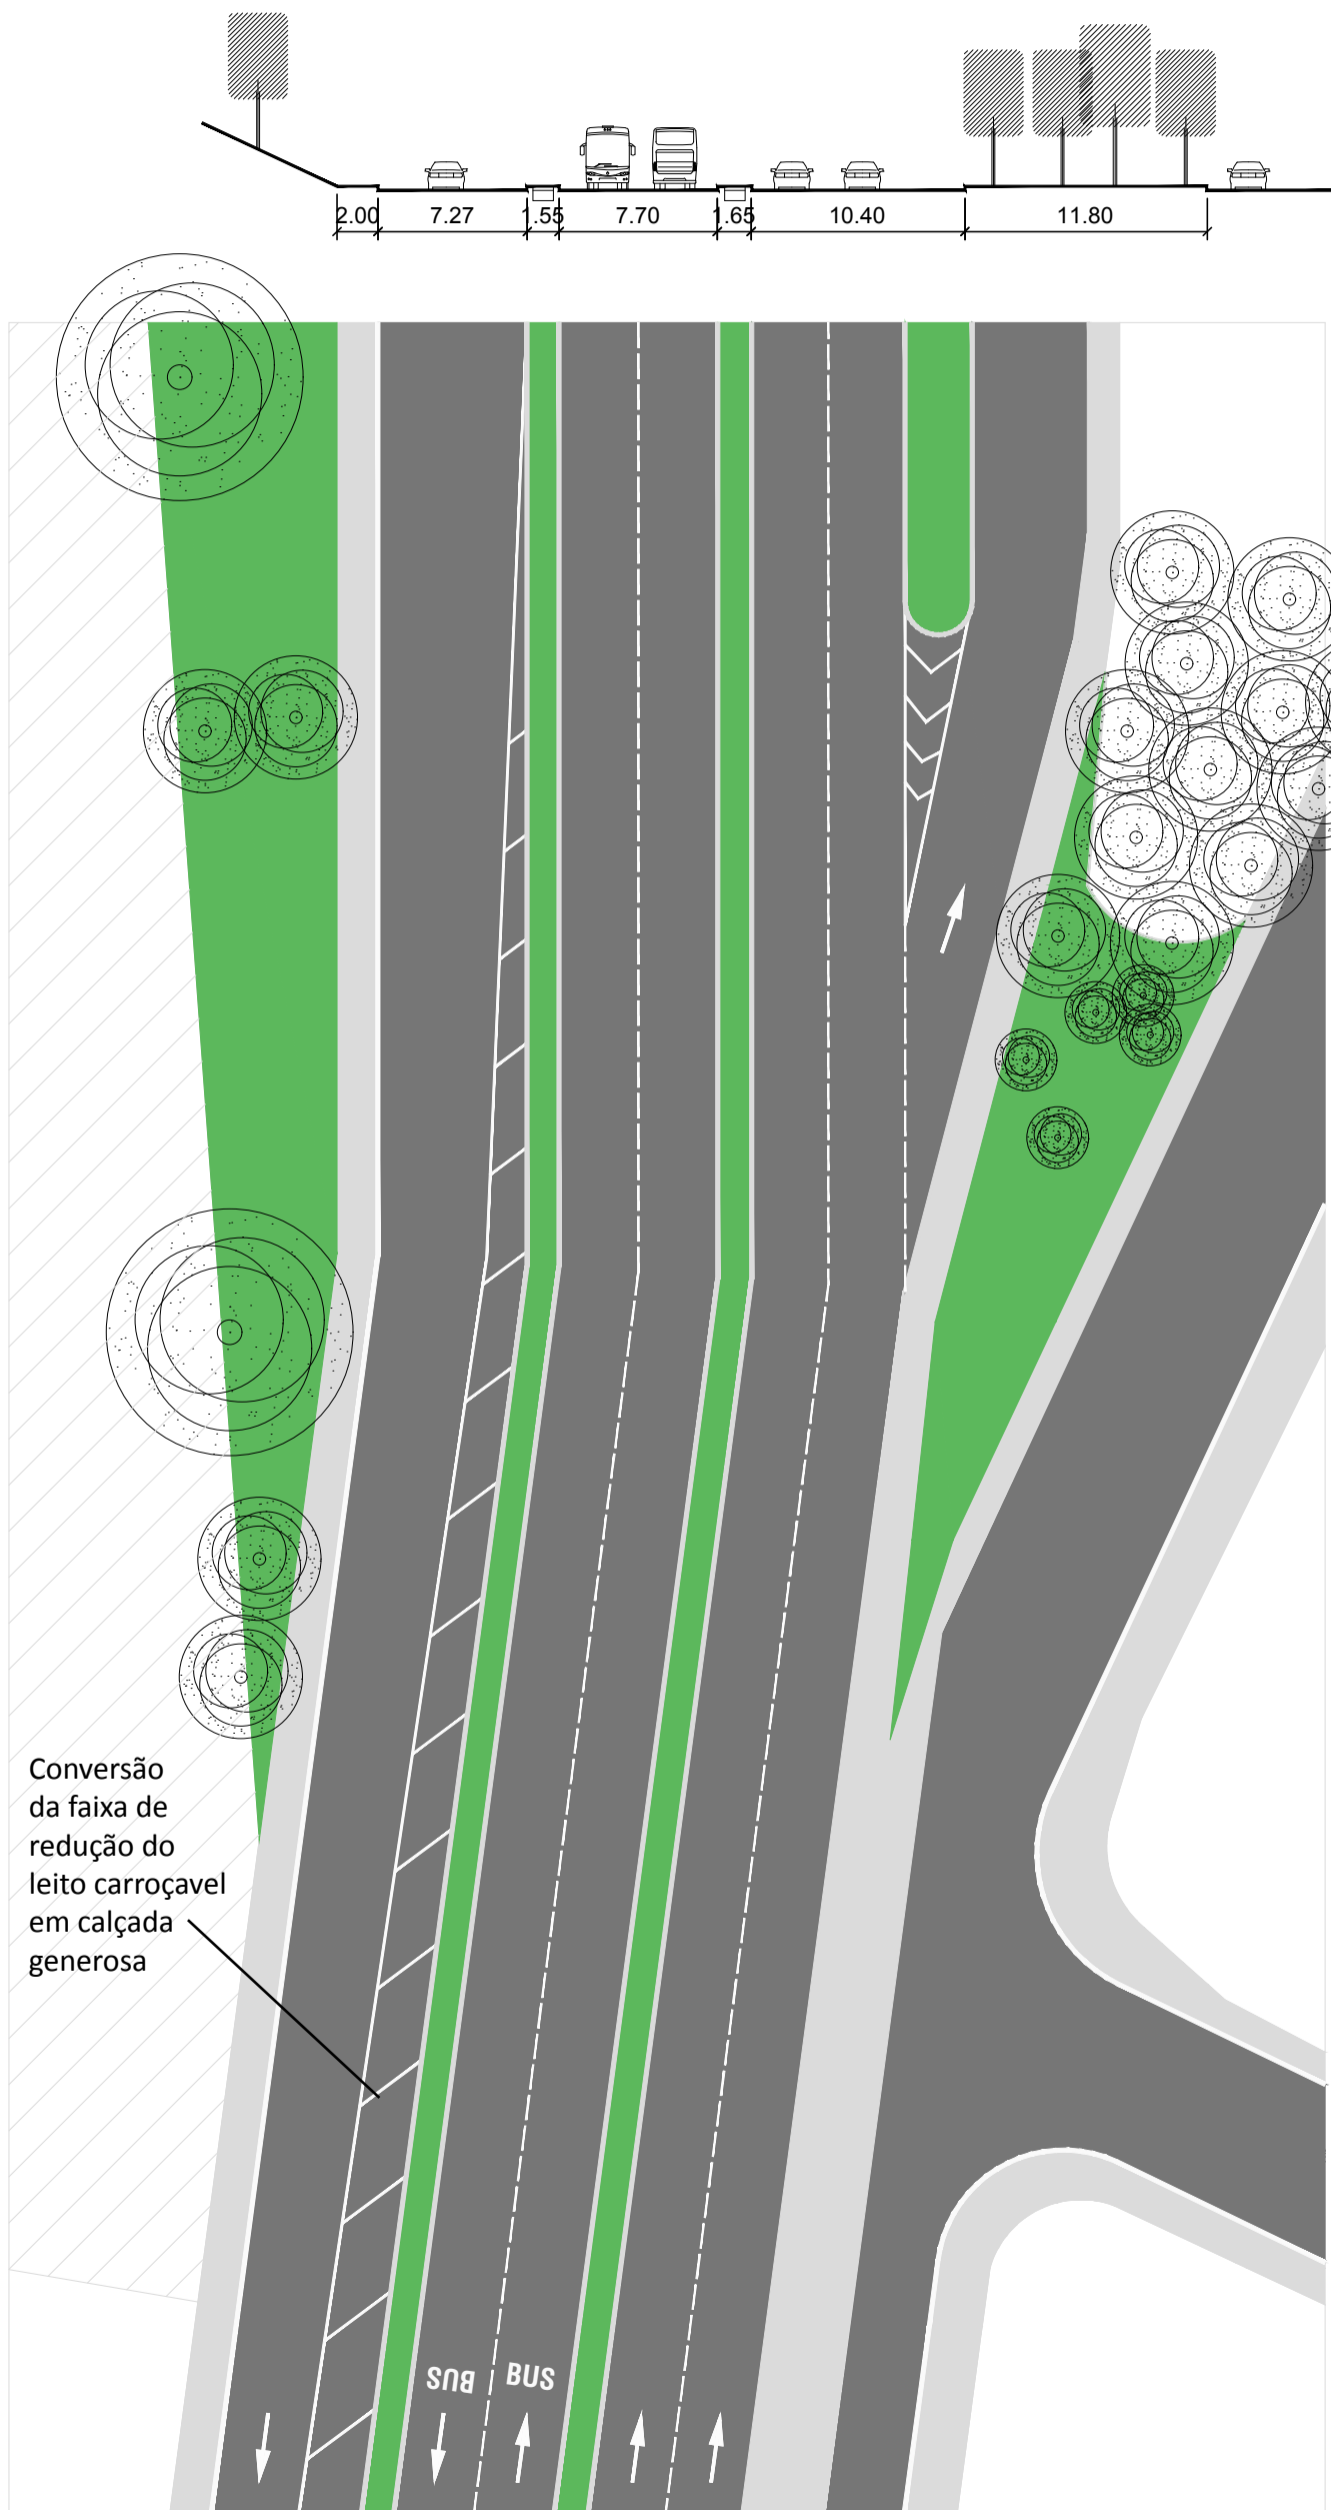 2.00 7.27 1.55 7.70 1.65 10.40 11.80
Conversão
da faixa de
redução do
leito carroçavel
em calçada
generosa
BUS BUS